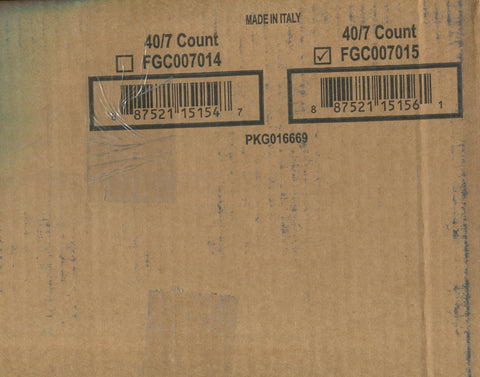 MADE IN ITALY
40/7 Count
FGC007014
8 87521 15154 7
40/7 Count
FGC007015
8 87521 15156 1
PKG016669